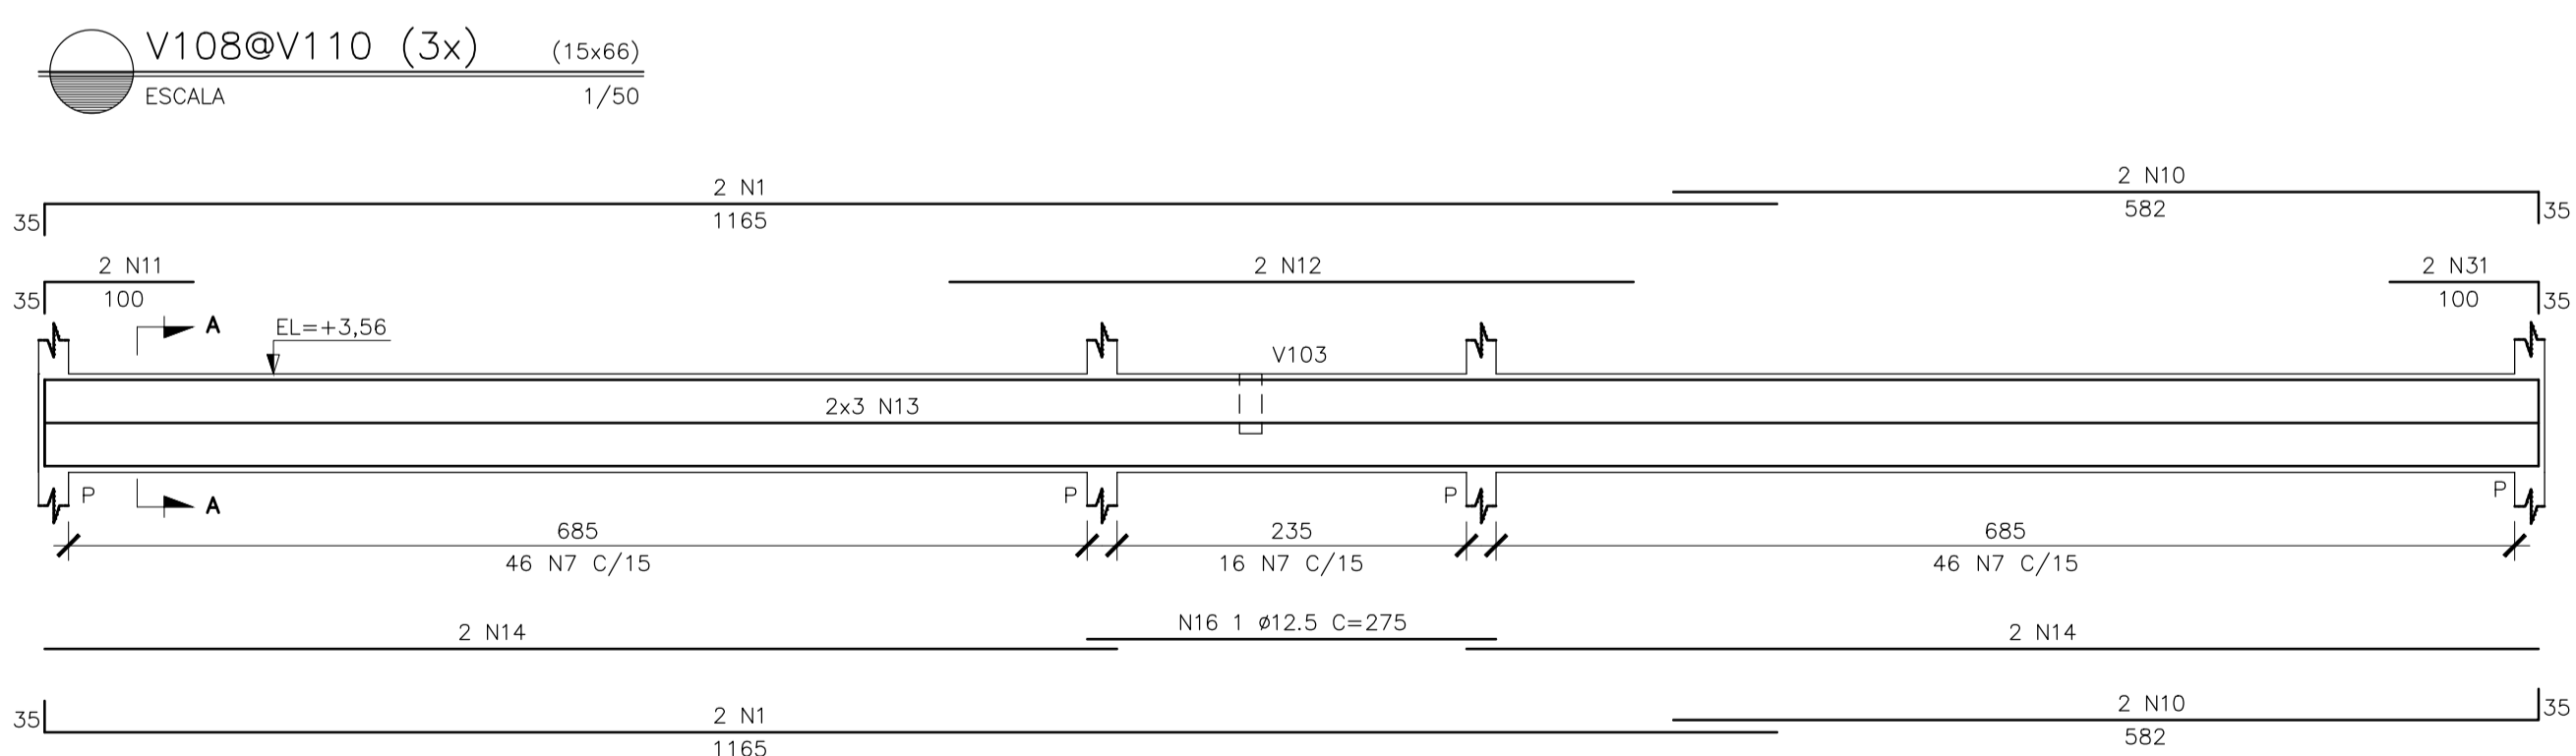 V108@V110 (3x) (15x66)
ESCALA 1/50
2 N1 2 N10
35 1165 582 35
2 N11 2 N12 2 N31
35 100 100 35
A EL=+3,56 V103
2x3 N13
P A P P P
685 235 685
46 N7 C/15 16 N7 C/15 46 N7 C/15
2 N14 N16 1 ø12.5 C=275 2 N14
35 2 N1 2 N10 35
1165 582